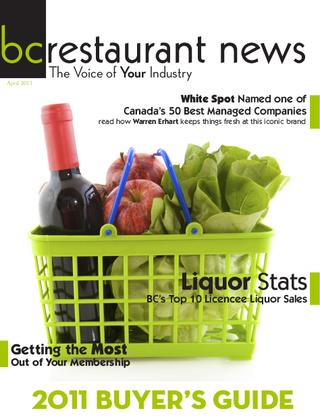 bcrestaurant news
The Voice of Your Industry
April 2011
White Spot Named one of
Canada's 50 Best Managed Companies
read how Warren Erhart keeps things fresh at this iconic brand
Liquor Stats
BC's Top 10 Licencee Liquor Sales
Getting the Most
Out of Your Membership
2011 BUYER'S GUIDE